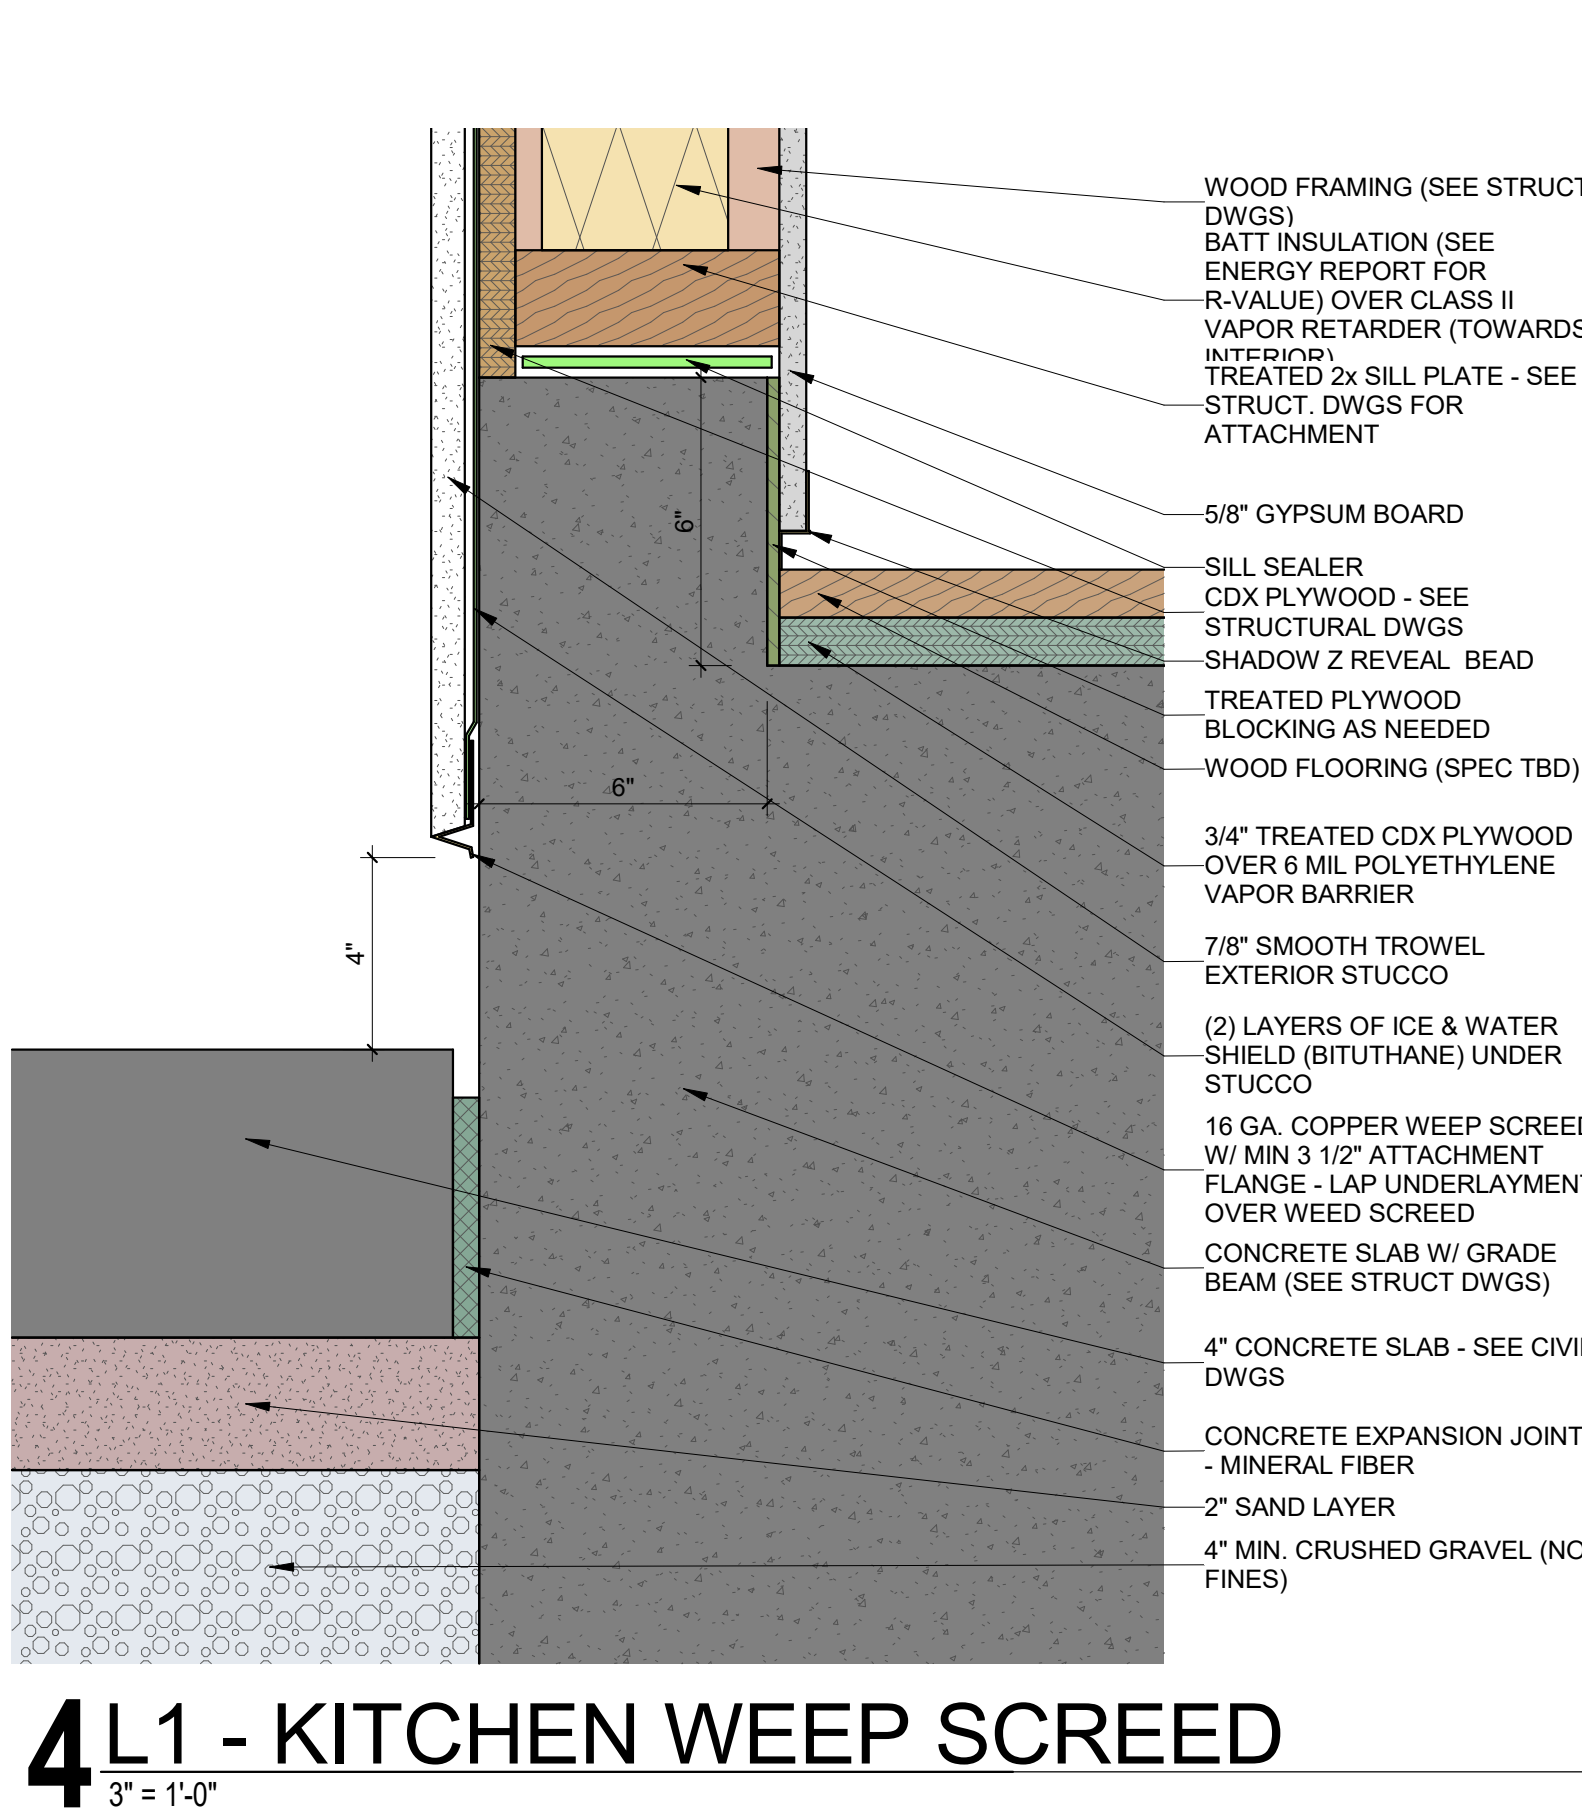 WOOD FRAMING (SEE STRUCT
DWGS)
BATT INSULATION (SEE
ENERGY REPORT FOR
R-VALUE) OVER CLASS II
VAPOR RETARDER (TOWARDS
INTERIOR)
TREATED 2x SILL PLATE - SEE
STRUCT. DWGS FOR
ATTACHMENT
5/8" GYPSUM BOARD
6"
SILL SEALER
CDX PLYWOOD - SEE
STRUCTURAL DWGS
SHADOW Z REVEAL BEAD
TREATED PLYWOOD
BLOCKING AS NEEDED
WOOD FLOORING (SPEC TBD)
6"
3/4" TREATED CDX PLYWOOD
OVER 6 MIL POLYETHYLENE
VAPOR BARRIER
4"
7/8" SMOOTH TROWEL
EXTERIOR STUCCO
(2) LAYERS OF ICE & WATER
SHIELD (BITUTHANE) UNDER
STUCCO
16 GA. COPPER WEEP SCREED
W/ MIN 3 1/2" ATTACHMENT
FLANGE - LAP UNDERLAYMENT
OVER WEED SCREED
CONCRETE SLAB W/ GRADE
BEAM (SEE STRUCT DWGS)
4" CONCRETE SLAB - SEE CIVIL
DWGS
CONCRETE EXPANSION JOINT
- MINERAL FIBER
2" SAND LAYER
4" MIN. CRUSHED GRAVEL (NO
FINES)
4 L1 - KITCHEN WEEP SCREED
3" = 1'-0"